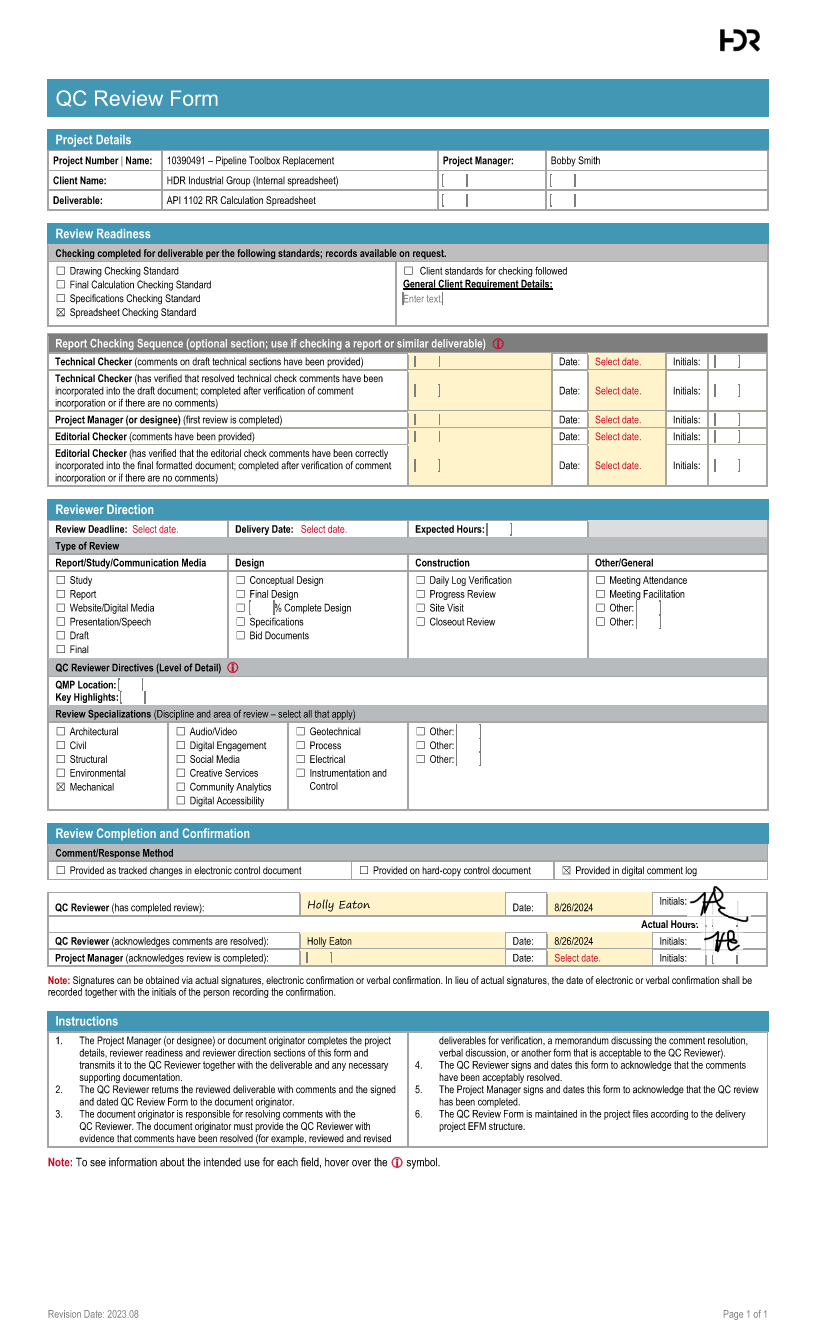 HDR
QC Review Form
Project Details
Project Number | Name: 10390491 – Pipeline Toolbox Replacement Project Manager: Bobby Smith
Client Name: HDR Industrial Group (Internal spreadsheet) [ ] [ ]
Deliverable: API 1102 RR Calculation Spreadsheet [ ] [ ]
Review Readiness
Checking completed for deliverable per the following standards; records available on request.
☐ Drawing Checking Standard
☐ Final Calculation Checking Standard
☐ Specifications Checking Standard
☒ Spreadsheet Checking Standard
☐ Client standards for checking followed
General Client Requirement Details:
Enter text.
Report Checking Sequence (optional section; use if checking a report or similar deliverable)
Technical Checker (comments on draft technical sections have been provided) [ ] Date: Select date. Initials: [ ]
Technical Checker (has verified that resolved technical check comments have been
incorporated into the draft document; completed after verification of comment
incorporation or if there are no comments) [ ] Date: Select date. Initials: [ ]
Project Manager (or designee) (first review is completed) [ ] Date: Select date. Initials: [ ]
Editorial Checker (comments have been provided) [ ] Date: Select date. Initials: [ ]
Editorial Checker (has verified that the editorial check comments have been correctly
incorporated into the final formatted document; completed after verification of comment
incorporation or if there are no comments) [ ] Date: Select date. Initials: [ ]
Reviewer Direction
Review Deadline: Select date. Delivery Date: Select date. Expected Hours: [ ]
Type of Review
Report/Study/Communication Media Design Construction Other/General
☐ Study
☐ Report
☐ Website/Digital Media
☐ Presentation/Speech
☐ Draft
☐ Final
☐ Conceptual Design
☐ Final Design
☐ [ ]% Complete Design
☐ Specifications
☐ Bid Documents
☐ Daily Log Verification
☐ Progress Review
☐ Site Visit
☐ Closeout Review
☐ Meeting Attendance
☐ Meeting Facilitation
☐ Other: [ ]
☐ Other: [ ]
QC Reviewer Directives (Level of Detail)
QMP Location: [ ]
Key Highlights: [ ]
Review Specializations (Discipline and area of review – select all that apply)
☐ Architectural
☐ Civil
☐ Structural
☐ Environmental
☒ Mechanical
☐ Audio/Video
☐ Digital Engagement
☐ Social Media
☐ Creative Services
☐ Community Analytics
☐ Digital Accessibility
☐ Geotechnical
☐ Process
☐ Electrical
☐ Instrumentation and
Control
☐ Other: [ ]
☐ Other: [ ]
☐ Other: [ ]
Review Completion and Confirmation
Comment/Response Method
☐ Provided as tracked changes in electronic control document ☐ Provided on hard-copy control document ☒ Provided in digital comment log
QC Reviewer (has completed review): Holly Eaton Date: 8/26/2024 Initials: HE
Actual Hours:
QC Reviewer (acknowledges comments are resolved): Holly Eaton Date: 8/26/2024 Initials: HE
Project Manager (acknowledges review is completed): [ ] Date: Select date. Initials: [ ]
Note: Signatures can be obtained via actual signatures, electronic confirmation or verbal confirmation. In lieu of actual signatures, the date of electronic or verbal confirmation shall be
recorded together with the initials of the person recording the confirmation.
Instructions
1. The Project Manager (or designee) or document originator completes the project
details, reviewer readiness and reviewer direction sections of this form and
transmits it to the QC Reviewer together with the deliverable and any necessary
supporting documentation.
2. The QC Reviewer returns the reviewed deliverable with comments and the signed
and dated QC Review Form to the document originator.
3. The document originator is responsible for resolving comments with the
QC Reviewer. The document originator must provide the QC Reviewer with
evidence that comments have been resolved (for example, reviewed and revised
deliverables for verification, a memorandum discussing the comment resolution,
verbal discussion, or another form that is acceptable to the QC Reviewer).
4. The QC Reviewer signs and dates this form to acknowledge that the comments
have been acceptably resolved.
5. The Project Manager signs and dates this form to acknowledge that the QC review
has been completed.
6. The QC Review Form is maintained in the project files according to the delivery
project EFM structure.
Note: To see information about the intended use for each field, hover over the ⓘ symbol.
Revision Date: 2023.08 Page 1 of 1